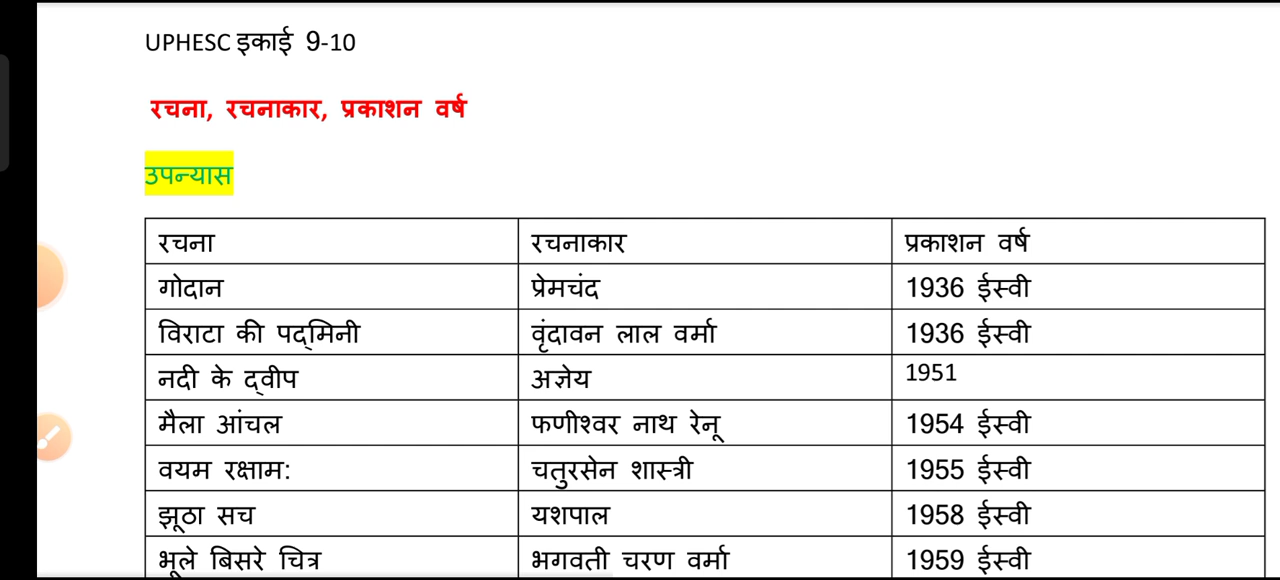 UPHESC इकाई 9-10
रचना, रचनाकार, प्रकाशन वर्ष
उपन्यास
रचना रचनाकार प्रकाशन वर्ष
गोदान प्रेमचंद 1936 ईस्वी
विराटा की पद्मिनी वृंदावन लाल वर्मा 1936 ईस्वी
नदी के द्वीप अज्ञेय 1951
मैला आंचल फणीश्वर नाथ रेनू 1954 ईस्वी
वयम रक्षाम: चतुरसेन शास्त्री 1955 ईस्वी
झूठा सच यशपाल 1958 ईस्वी
भूले बिसरे चित्र भगवती चरण वर्मा 1959 ईस्वी